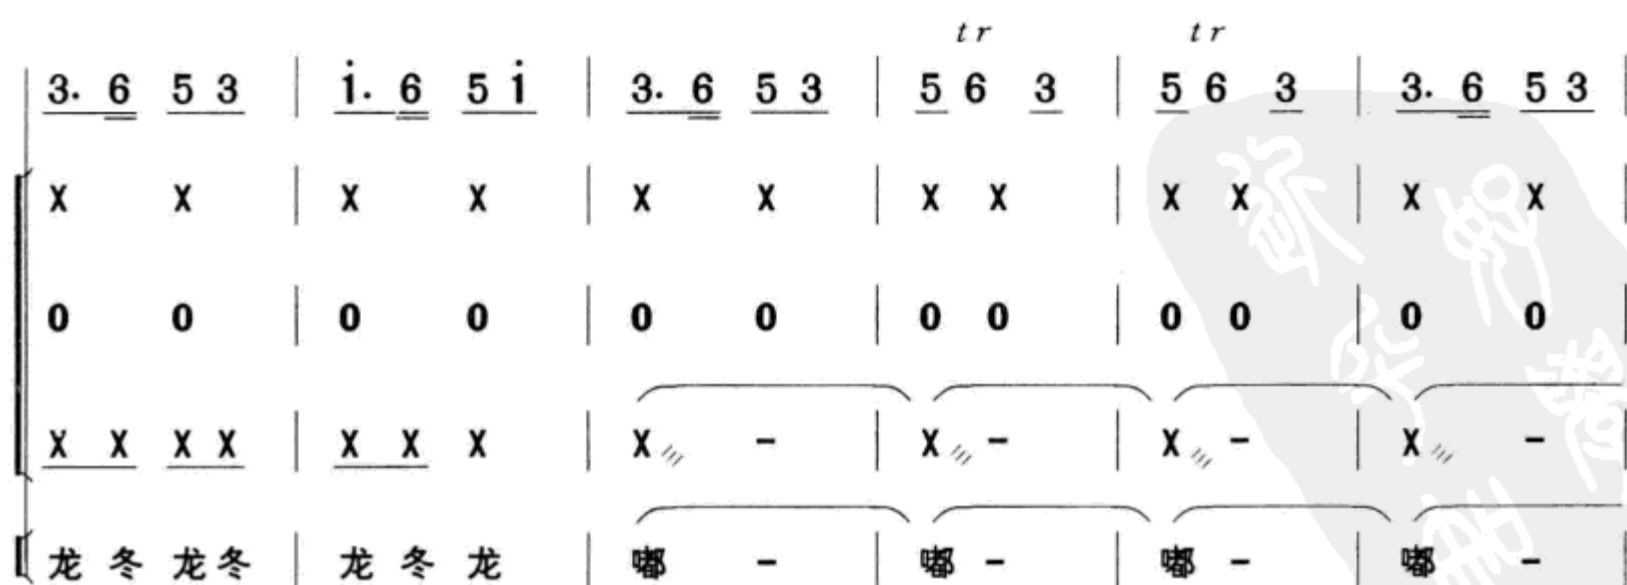 tr tr
3. 6 5 3 | i. 6 5 i | 3. 6 5 3 | 5 6 3 | 5 6 3 | 3. 6 5 3 |
X X | X X | X X | X X | X X | X X |
0 0 | 0 0 | 0 0 | 0 0 | 0 0 | 0 0 |
X X X X | X X X | X - | X - | X - | X - |
龙 冬 龙 冬 | 龙 冬 龙 | 嘟 - | 嘟 - | 嘟 - | 嘟 - |